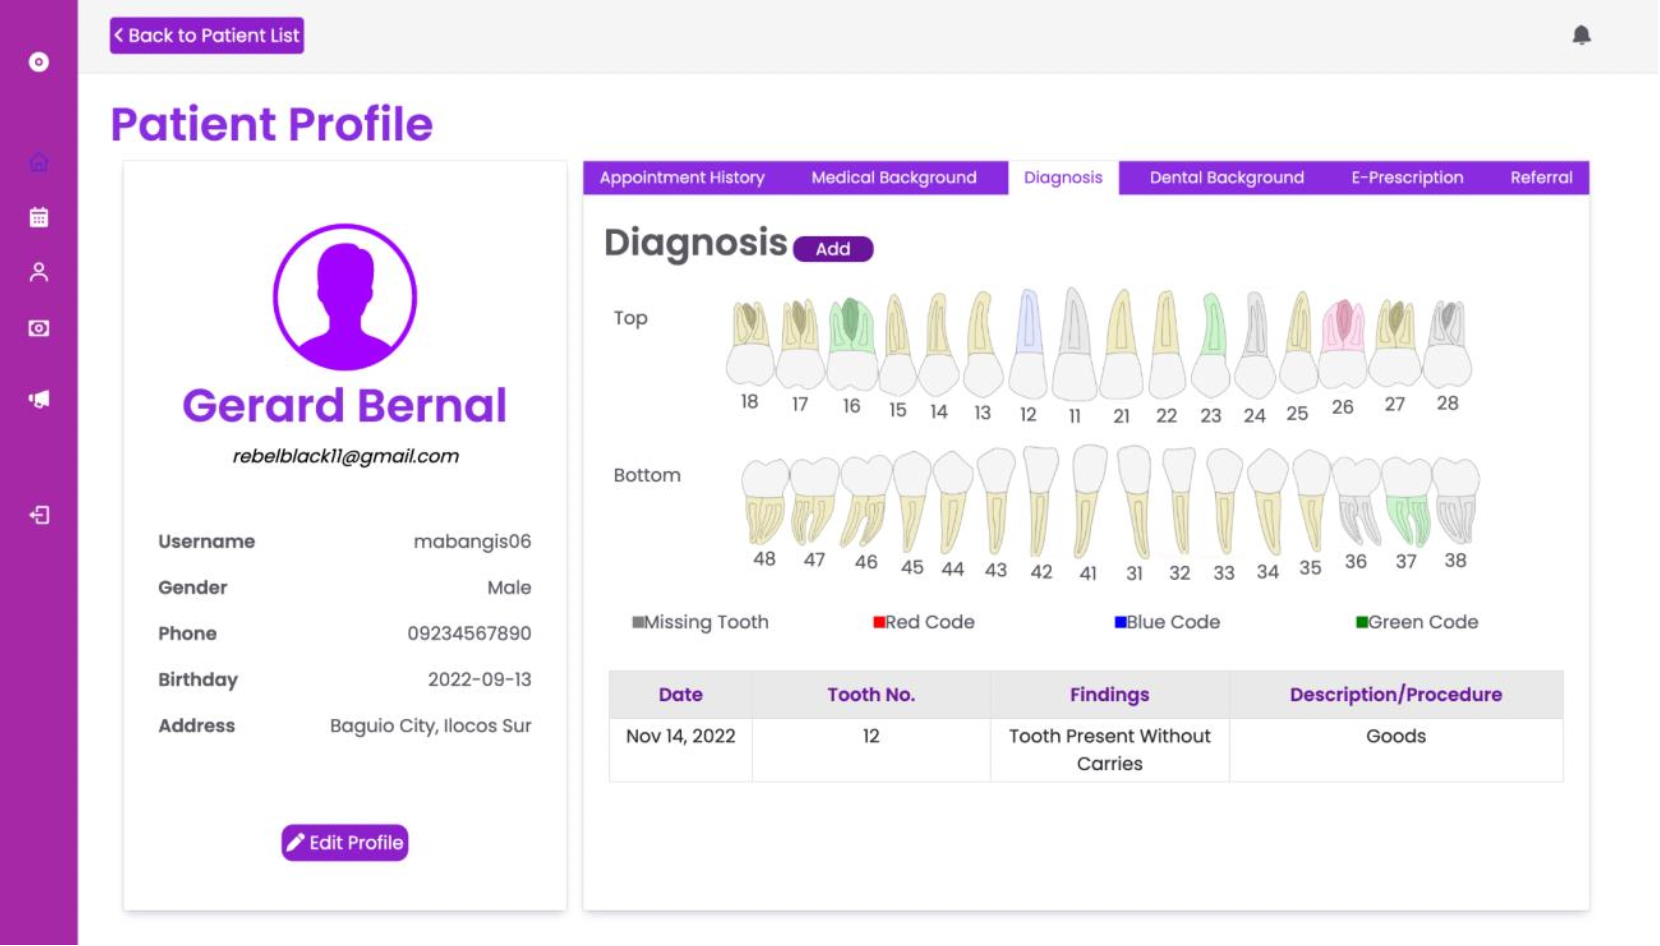 Back to Patient List
Patient Profile
Gerard Bernal
rebelblack11@gmail.com
Username mabangis06
Gender Male
Phone 09234567890
Birthday 2022-09-13
Address Baguio City, Ilocos Sur
Edit Profile
Appointment History Medical Background Diagnosis Dental Background E-Prescription Referral
Diagnosis Add
Top
18 17 16 15 14 13 12 11 21 22 23 24 25 26 27 28
Bottom
48 47 46 45 44 43 42 41 31 32 33 34 35 36 37 38
Missing Tooth Red Code Blue Code Green Code
Date Tooth No. Findings Description/Procedure
Nov 14, 2022 12 Tooth Present Without Goods
Carries